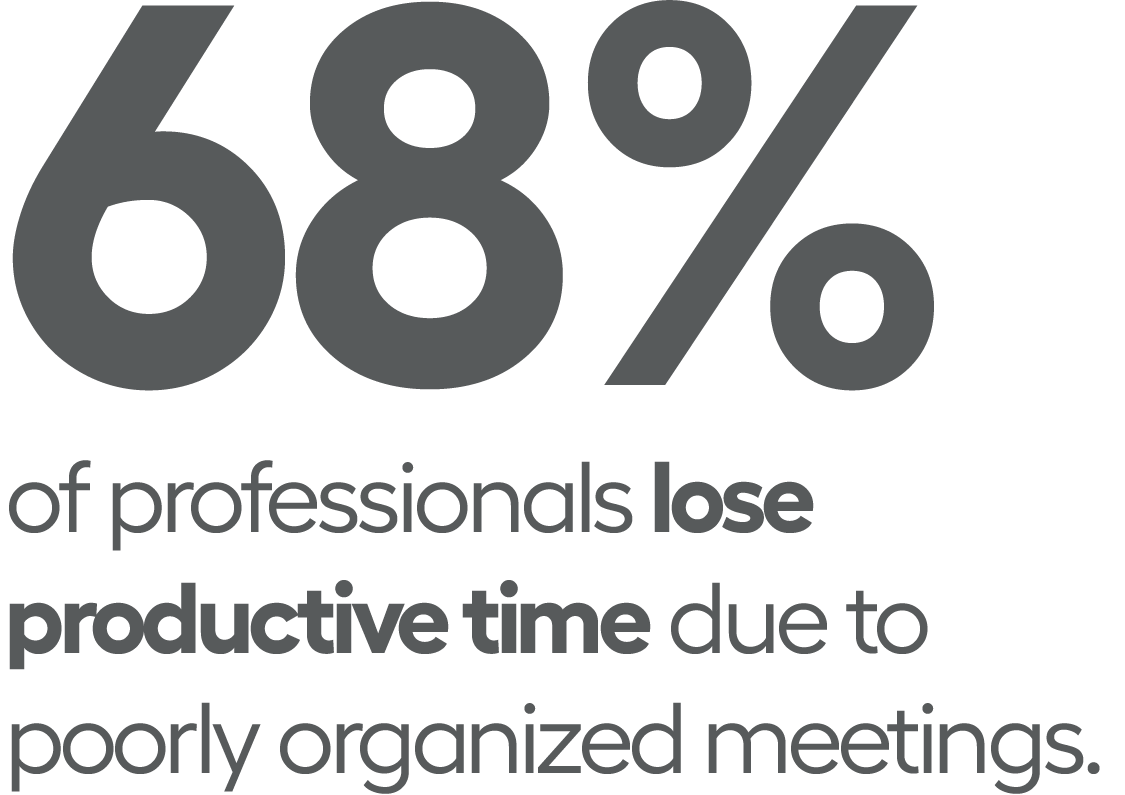 68%
of professionals lose
productive time due to
poorly organized meetings.